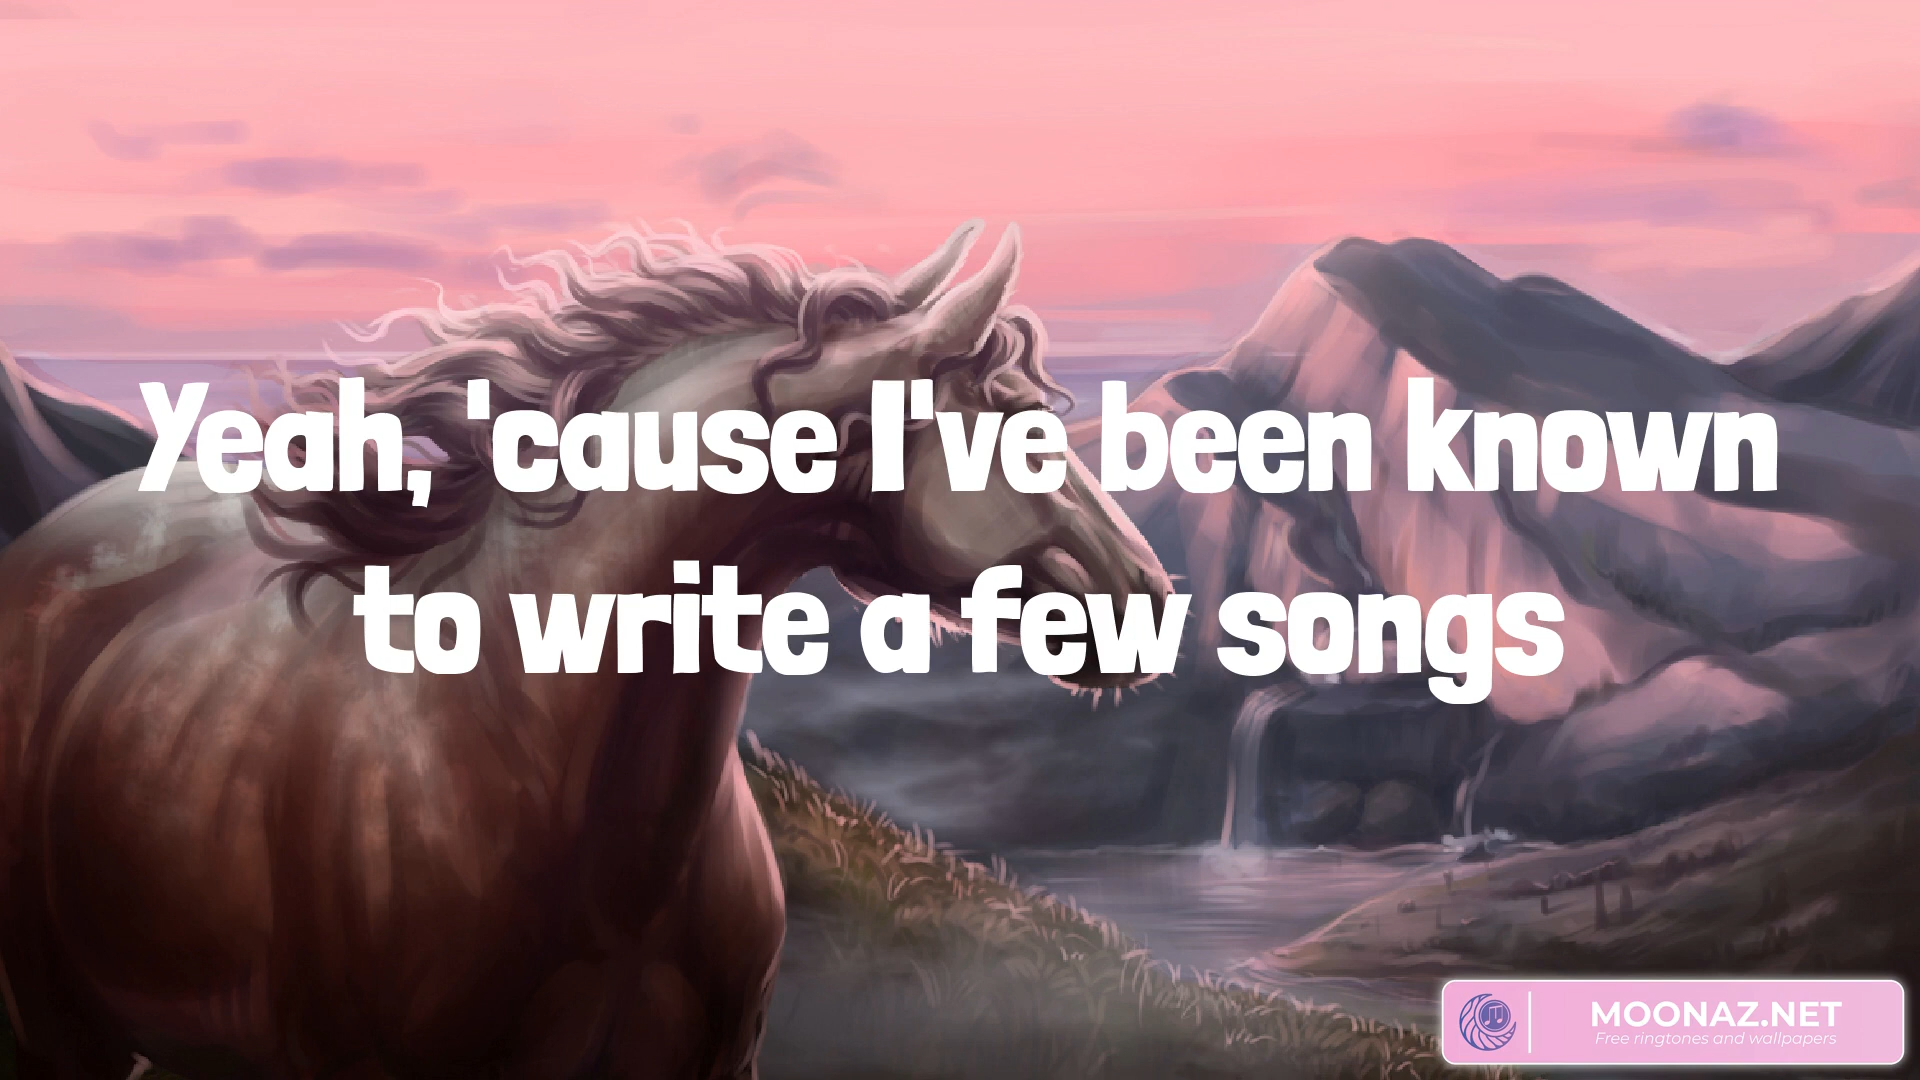 Yeah, 'cause I've been known
to write a few songs
MOONAZ.NET
Free ringtones and wallpapers